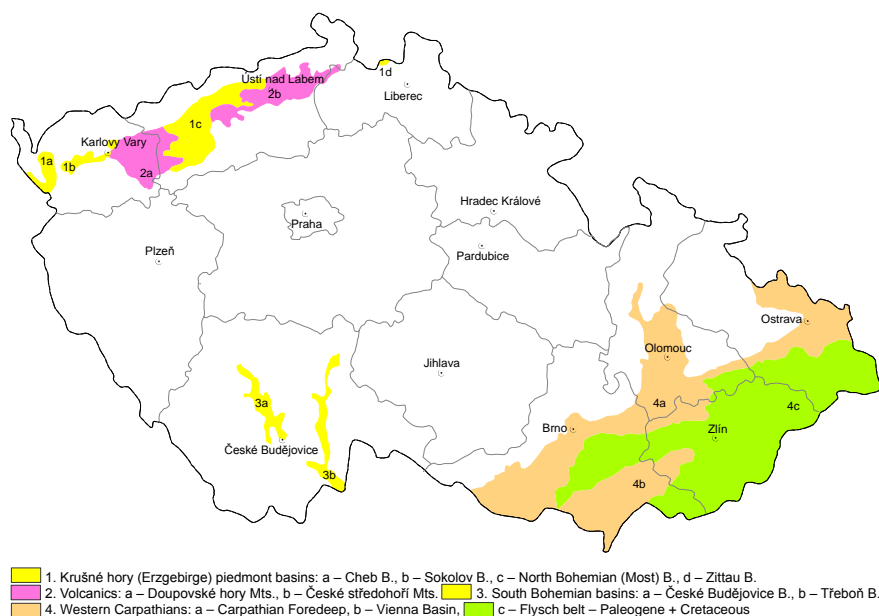 1d
Ústí nad Labem
2b
Liberec
1c
Karlovy Vary
1a
1b
2a
Hradec Králové
Praha
Plzeň
Pardubice
Ostrava
Olomouc
Jihlava
3a
4a
4c
Brno
Zlín
České Budějovice
3b
4b
1. Krušné hory (Erzgebirge) piedmont basins: a – Cheb B., b – Sokolov B., c – North Bohemian (Most) B., d – Zittau B.
2. Volcanics: a – Doupovské hory Mts., b – České středohoří Mts. 3. South Bohemian basins: a – České Budějovice B., b – Třeboň B.
4. Western Carpathians: a – Carpathian Foredeep, b – Vienna Basin, c – Flysch belt – Paleogene + Cretaceous